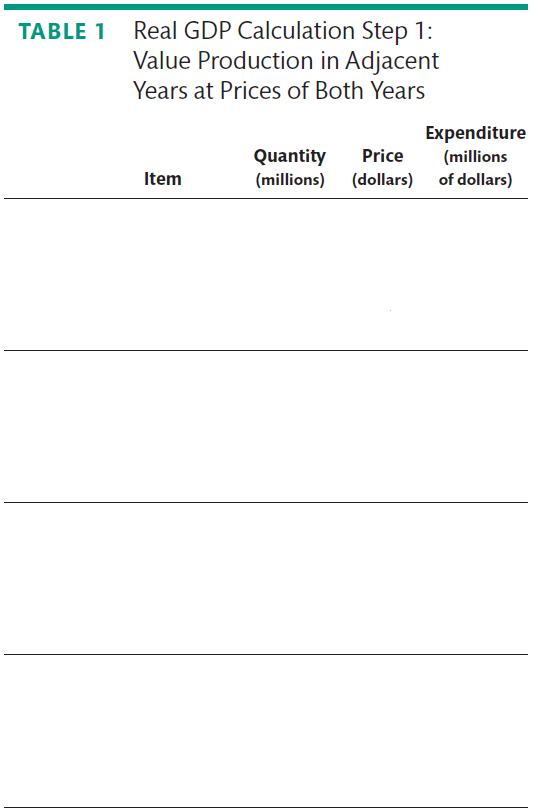 TABLE 1 Real GDP Calculation Step 1:
Value Production in Adjacent
Years at Prices of Both Years
Item Quantity (millions) Price (dollars) Expenditure (millions of dollars)